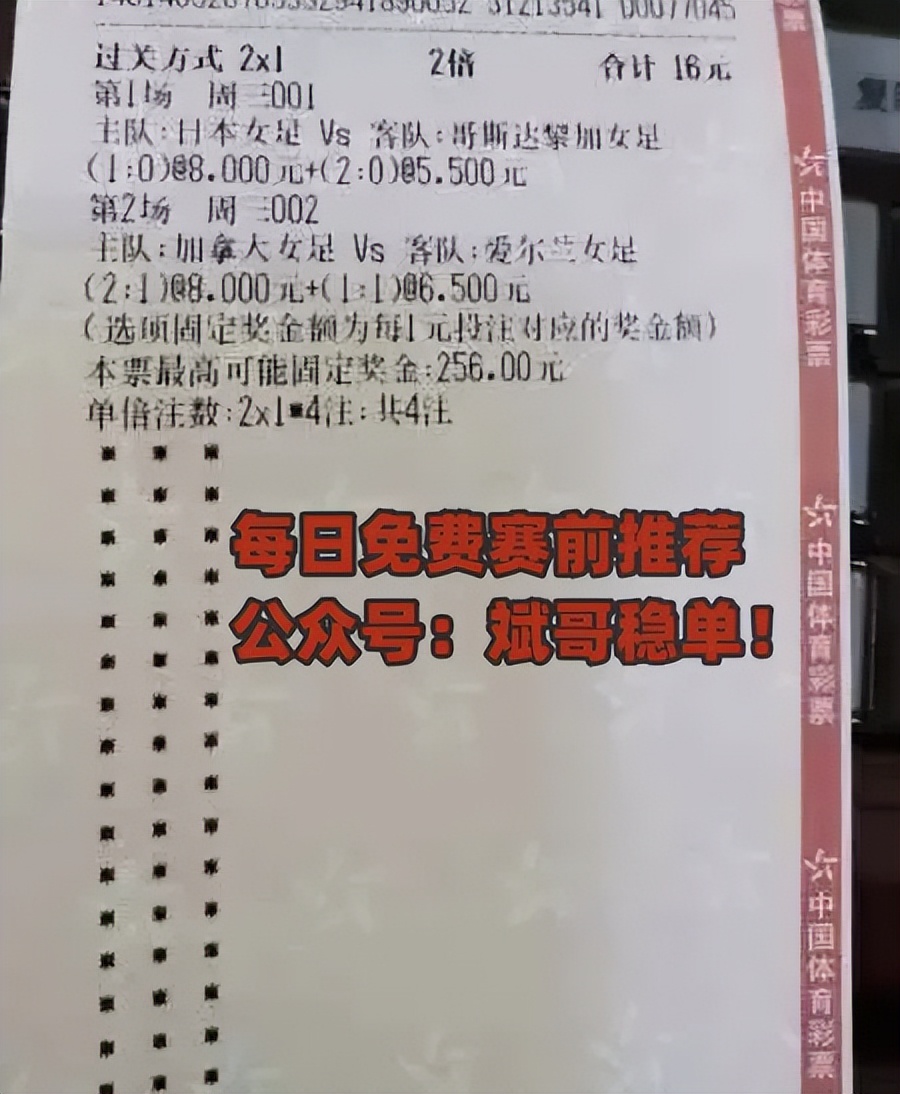 过关方式 2x1 2倍 合计 16元
第1场 周三001
主队:日本女足 Vs 客队:哥斯达黎加女足
(1:0)@8.000元+(2:0)@5.500元
第2场 周三002
主队:加拿大女足 Vs 客队:爱尔兰女足
(2:1)@8.000元+(1:1)@6.500元
(选项固定奖金额为每1元投注对应的奖金额)
本票最高可能固定奖金:256.00元
单倍注数:2x1*4注;共4注
每日免费赛前推荐
公众号：斌哥稳单！
中国体育彩票
中国体育彩票
中国体育彩票